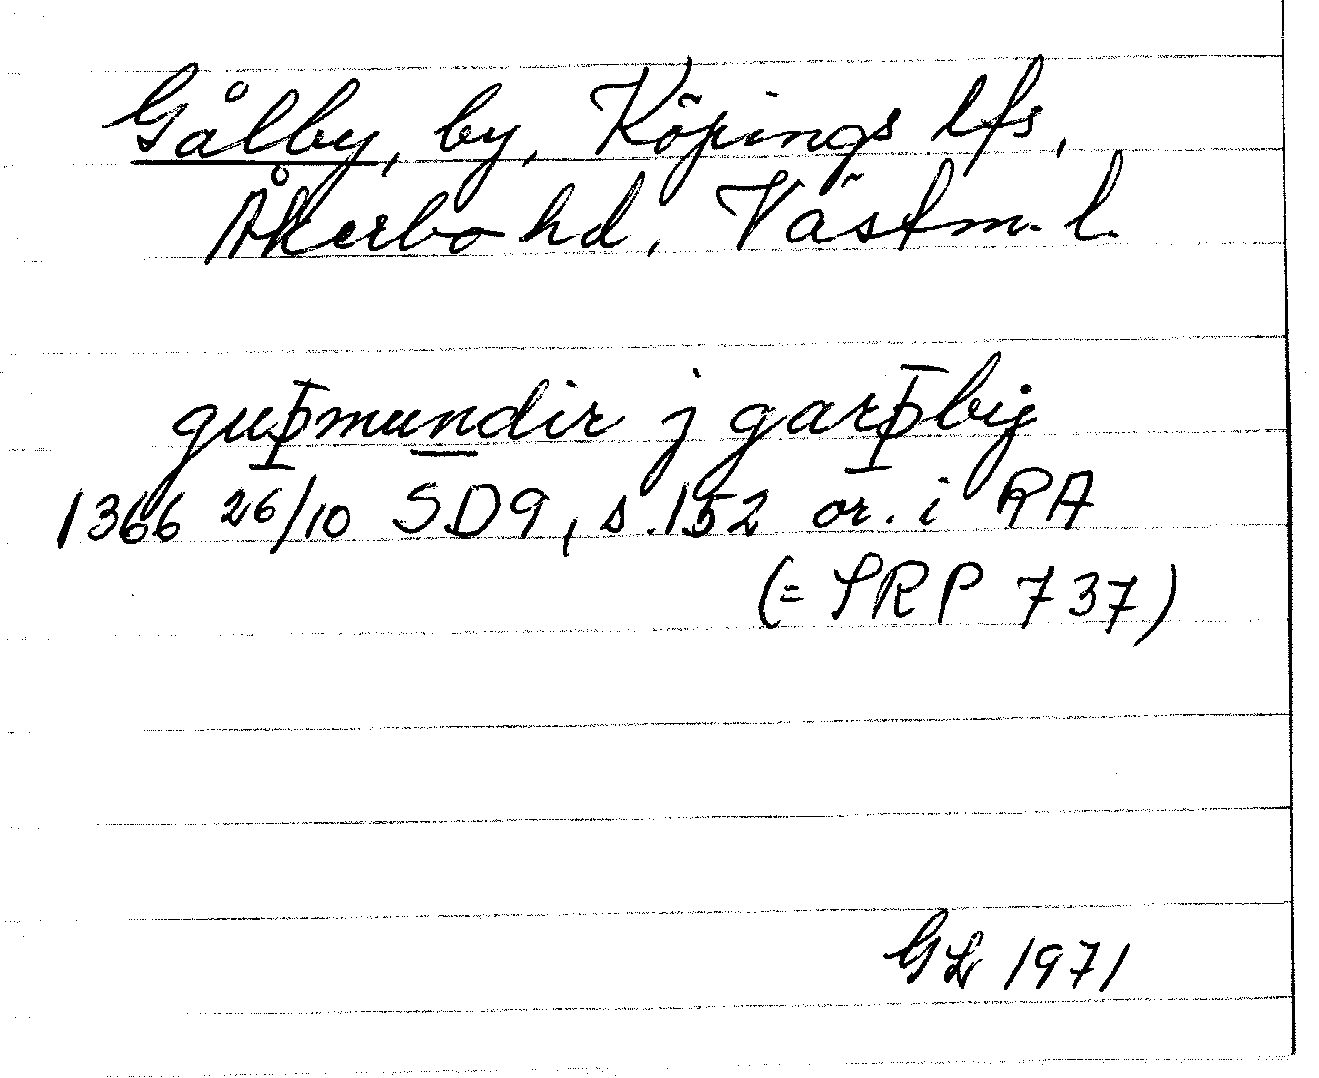 Gålby, by, Köpings lfs,
Åkerbo hd, Västm. l.
guþmundir j garþbij
1366 26/10 SD9, s.152 or. i RA
(= SRP 737)
GL 1971